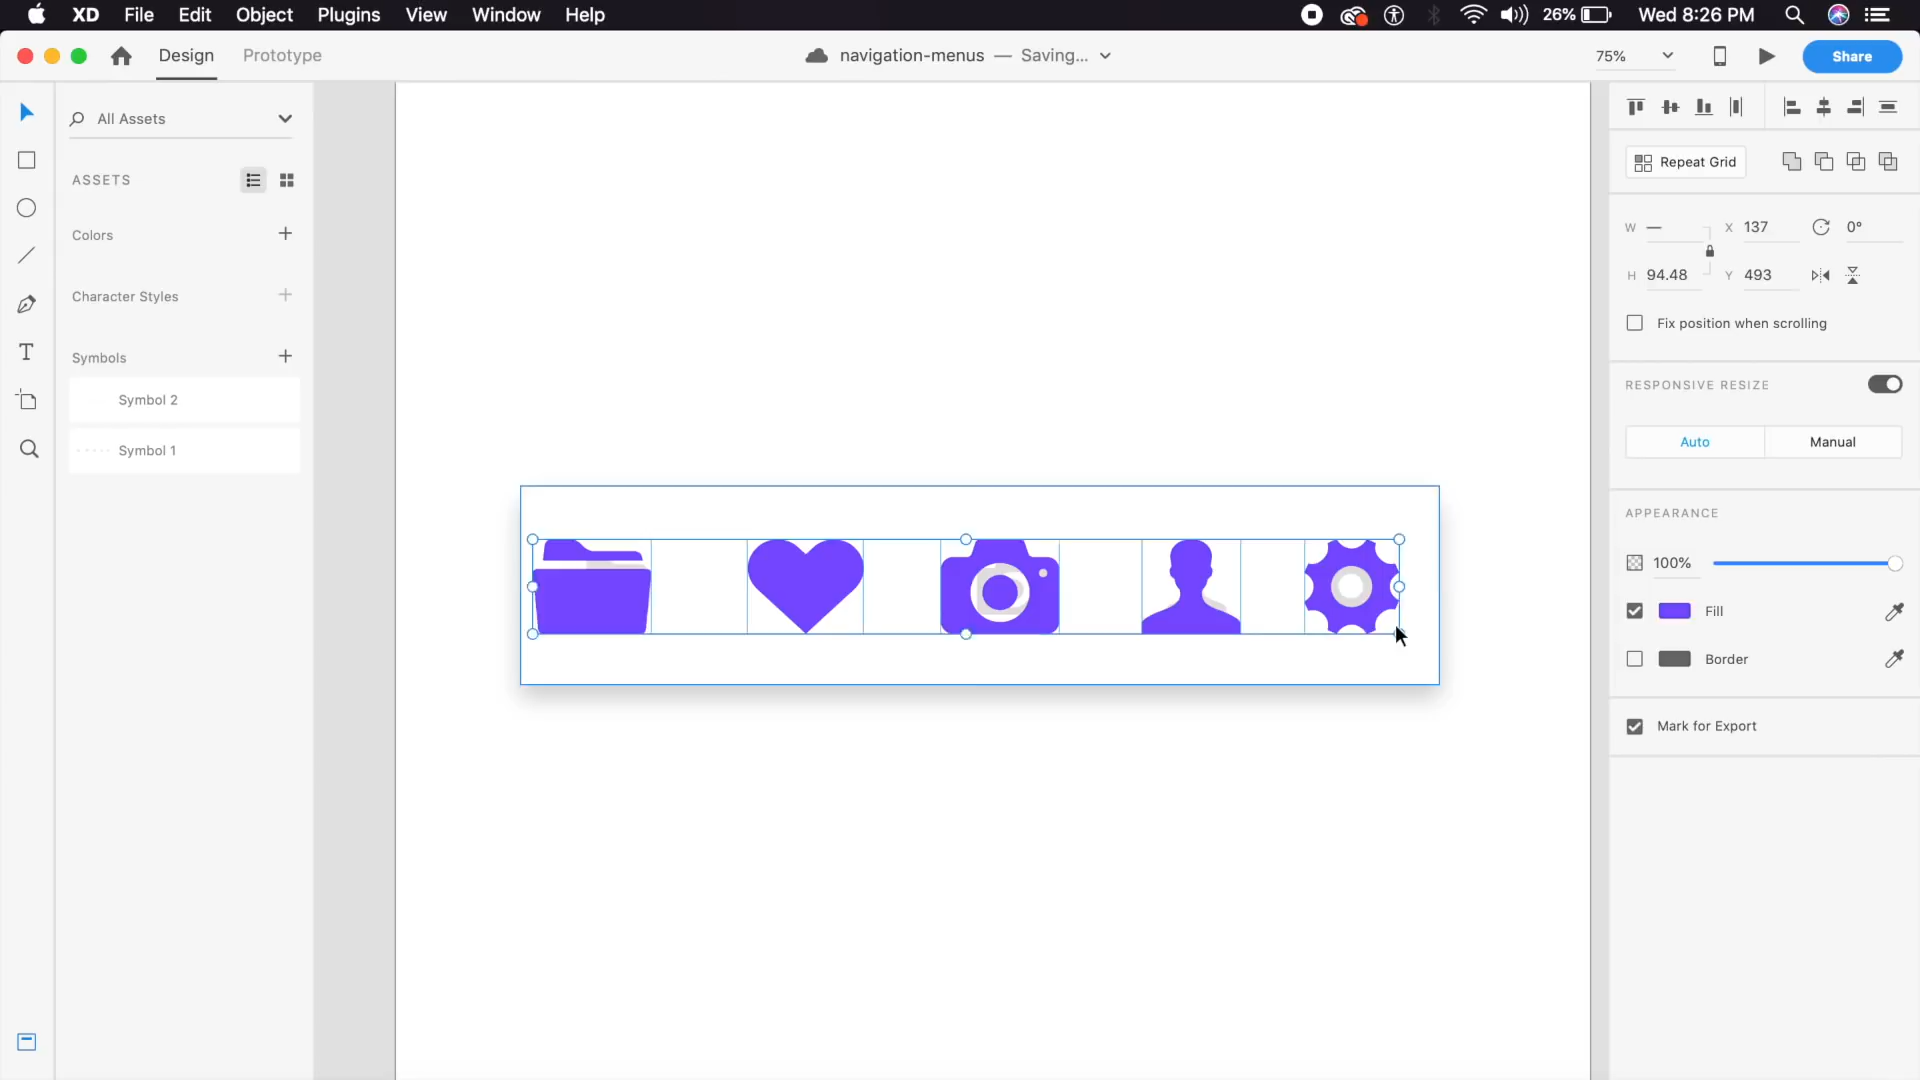 XD File Edit Object Plugins View Window Help 26% Wed 8:26 PM
Design Prototype navigation-menus — Saving... 75% Share
All Assets
ASSETS
Colors
Character Styles
Symbols
Symbol 2
Symbol 1
Repeat Grid
W — X 137 0°
H 94.48 Y 493
Fix position when scrolling
RESPONSIVE RESIZE
Auto Manual
APPEARANCE
100%
Fill
Border
Mark for Export